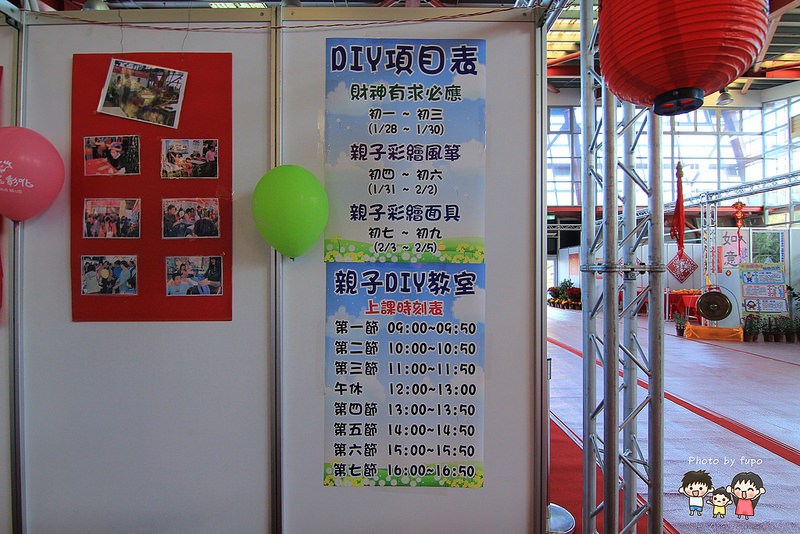 DIY項目表
財神有求必應
初一 ~ 初三
(1/28 ~ 1/30)
親子彩繪風箏
初四 ~ 初六
(1/31 ~ 2/2)
親子彩繪面具
初七 ~ 初九
(2/3 ~ 2/5)
親子DIY教室
上課時刻表
第一節 09:00~09:50
第二節 10:00~10:50
第三節 11:00~11:50
午休 12:00~13:00
第四節 13:00~13:50
第五節 14:00~14:50
第六節 15:00~15:50
第七節 16:00~16:50
彰化
如意
Photo by fupo